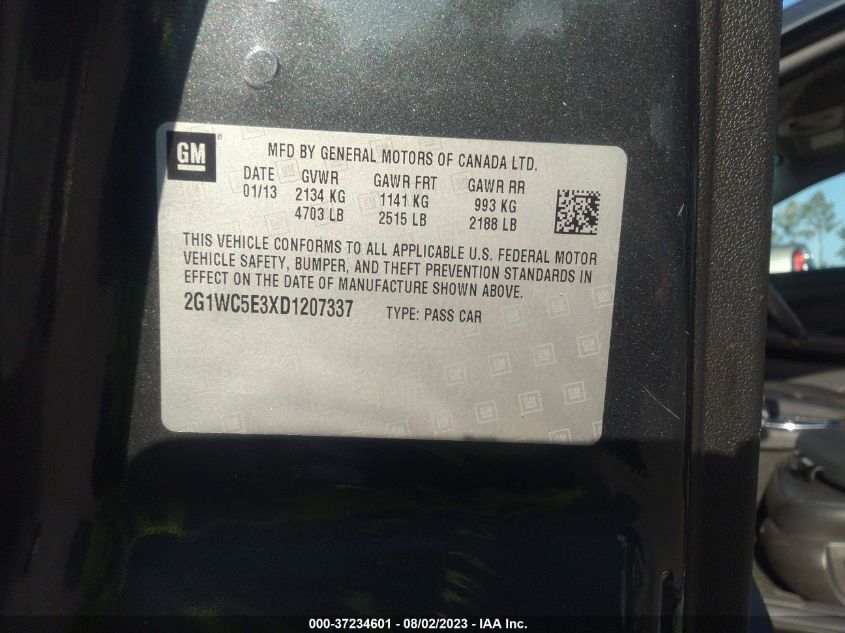 GM ®
MFD BY GENERAL MOTORS OF CANADA LTD.
DATE GVWR GAWR FRT GAWR RR
01/13 2134 KG 1141 KG 993 KG
4703 LB 2515 LB 2188 LB
THIS VEHICLE CONFORMS TO ALL APPLICABLE U.S. FEDERAL MOTOR
VEHICLE SAFETY, BUMPER, AND THEFT PREVENTION STANDARDS IN
EFFECT ON THE DATE OF MANUFACTURE SHOWN ABOVE.
2G1WC5E3XD1207337 TYPE: PASS CAR
000-37234601 - 08/02/2023 - IAA Inc.